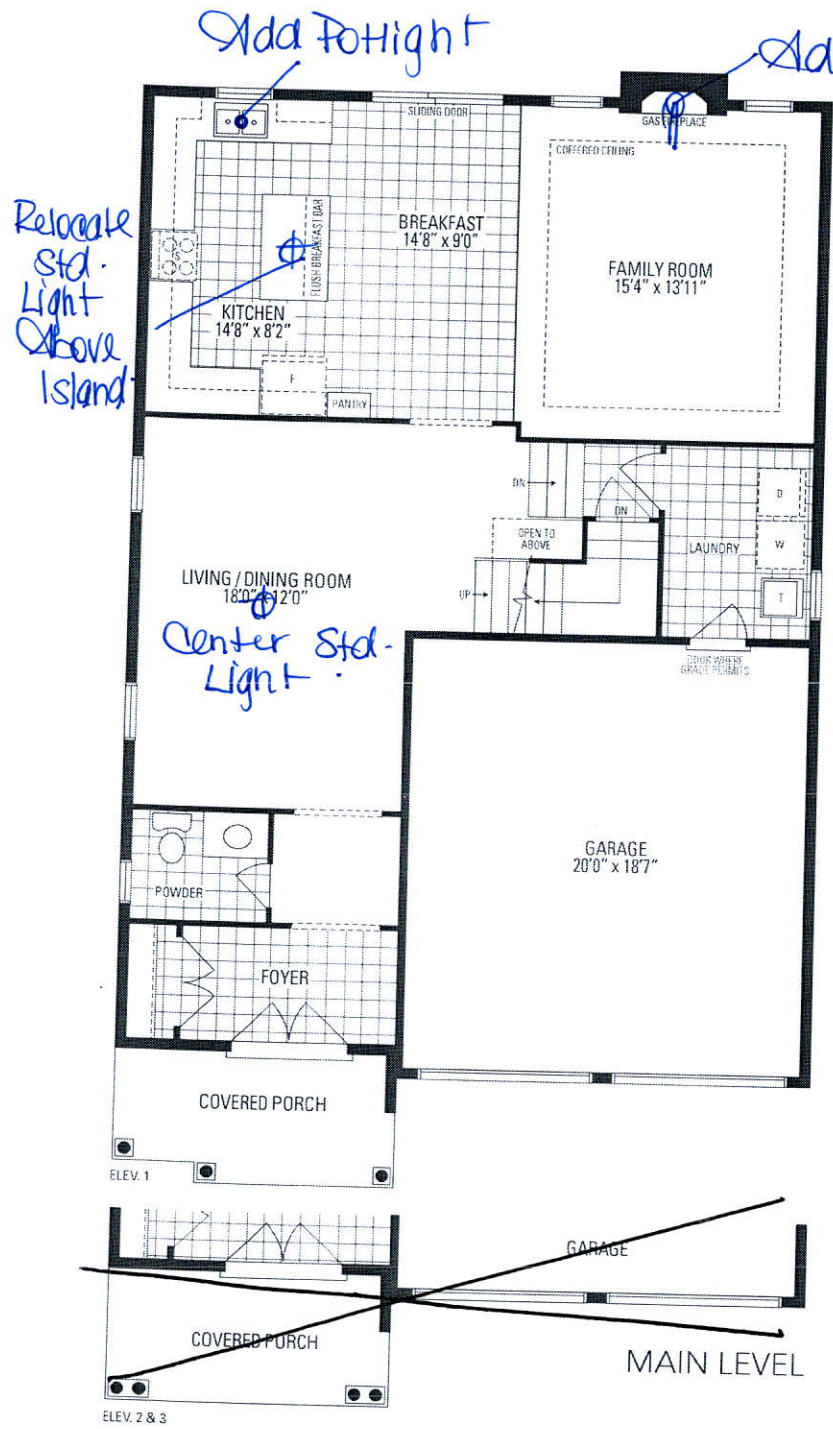 Add Potlight
Ad
SLIDING DOOR
GAS FIREPLACE
COFFERED CEILING
Relocate
Std.
Light
Above
Island.
BREAKFAST
14'8" x 9'0"
FLUSH BREAKFAST BAR
FAMILY ROOM
15'4" x 13'11"
S
KITCHEN
14'8" x 8'2"
F
PANTRY
DN
DN
D
OPEN TO
ABOVE
LAUNDRY
W
LIVING / DINING ROOM
18'0" x 12'0"
UP
T
Center Std.
Light.
DOOR WHERE
GRADE PERMITS
GARAGE
20'0" x 18'7"
POWDER
FOYER
COVERED PORCH
ELEV. 1
GARAGE
COVERED PORCH
MAIN LEVEL
ELEV. 2 & 3